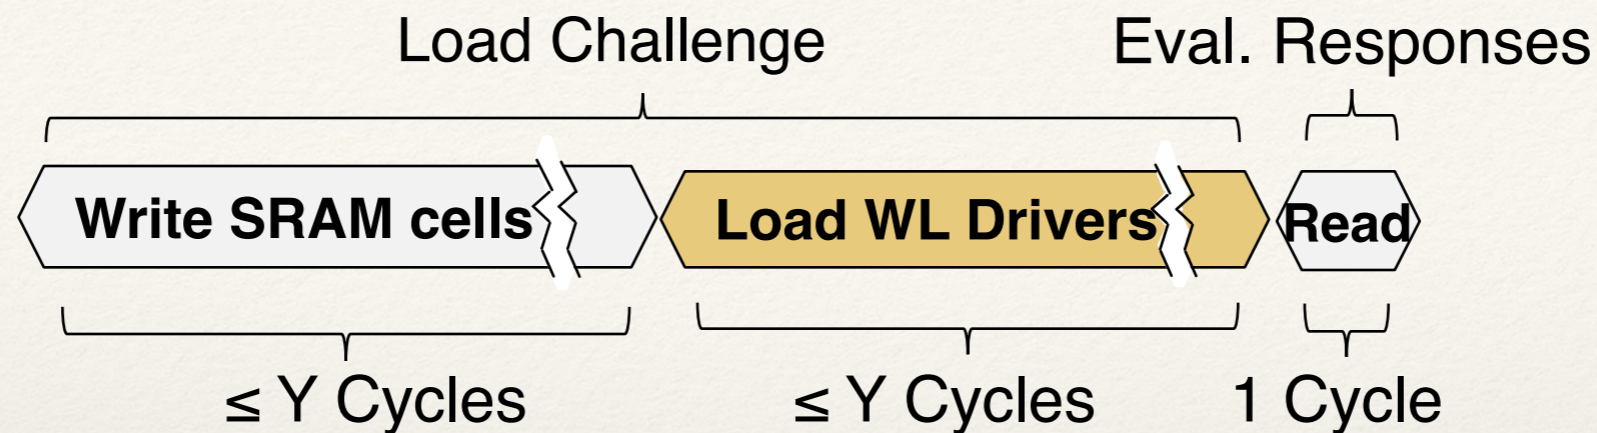 Load Challenge
Eval. Responses
Write SRAM cells
Load WL Drivers
Read
≤ Y Cycles
≤ Y Cycles
1 Cycle